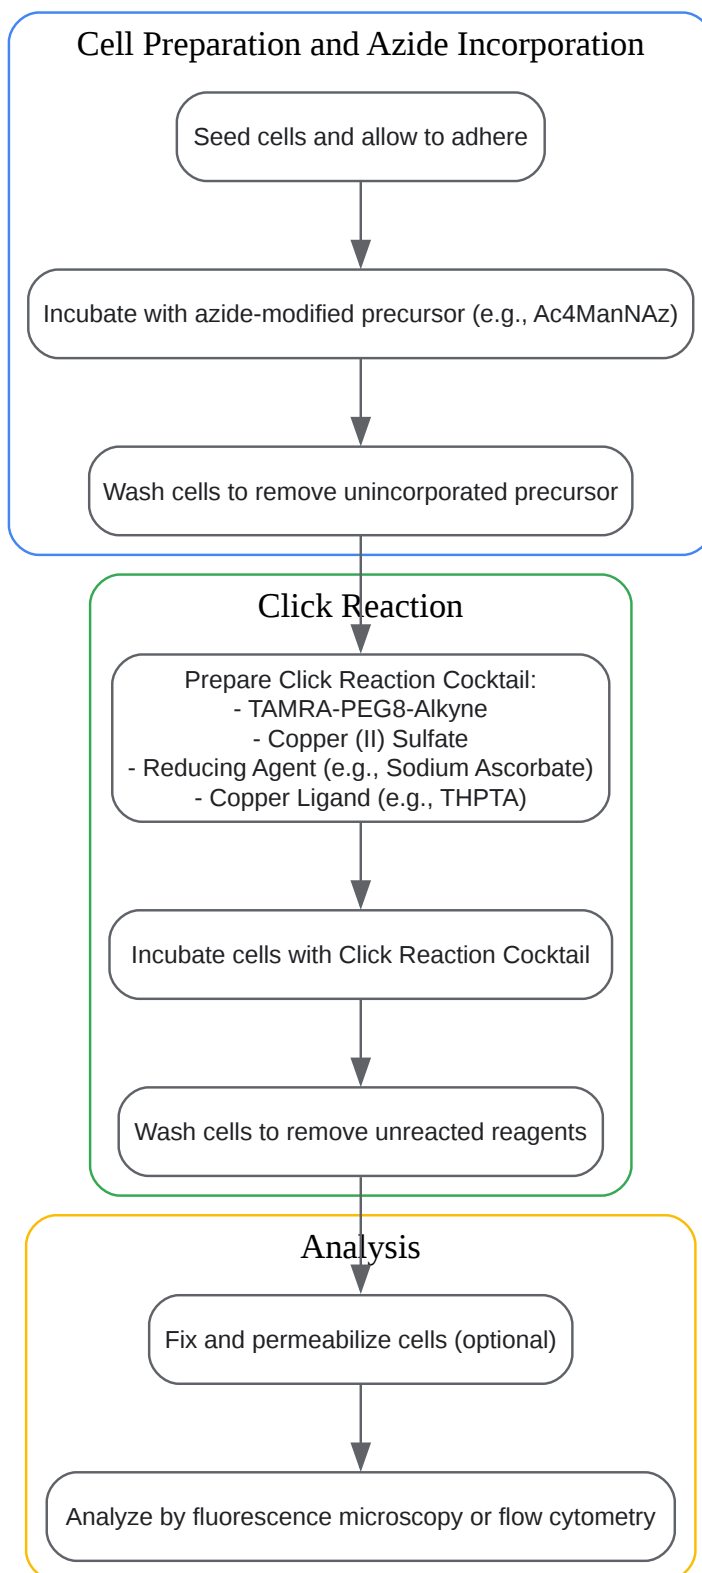 Cell Preparation and Azide Incorporation
Seed cells and allow to adhere
Incubate with azide-modified precursor (e.g., Ac4ManNAz)
Wash cells to remove unincorporated precursor
Click Reaction
Prepare Click Reaction Cocktail:
- TAMRA-PEG8-Alkyne
- Copper (II) Sulfate
- Reducing Agent (e.g., Sodium Ascorbate)
- Copper Ligand (e.g., THPTA)
Incubate cells with Click Reaction Cocktail
Wash cells to remove unreacted reagents
Analysis
Fix and permeabilize cells (optional)
Analyze by fluorescence microscopy or flow cytometry